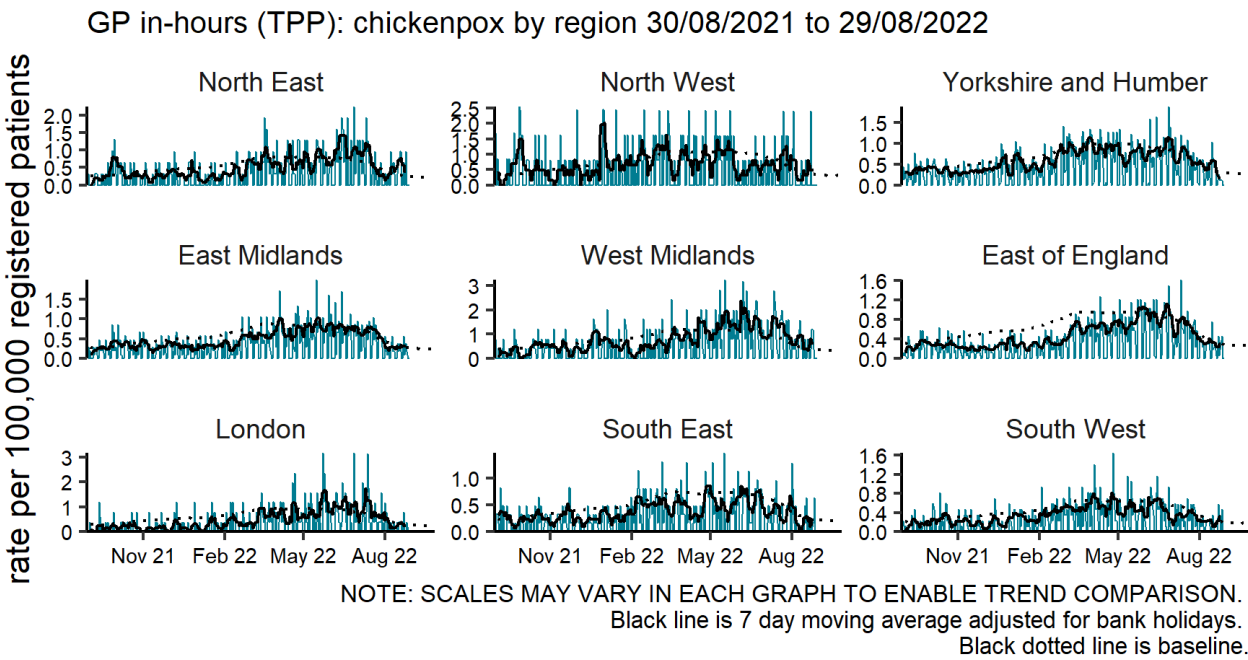 GP in-hours (TPP): chickenpox by region 30/08/2021 to 29/08/2022
rate per 100,000 registered patients
North East
2.0
1.5
1.0
0.5
0.0
North West
2.5
2.0
1.5
1.0
0.5
0.0
Yorkshire and Humber
1.5
1.0
0.5
0.0
East Midlands
1.5
1.0
0.5
0.0
West Midlands
3
2
1
0
East of England
1.6
1.2
0.8
0.4
0.0
London
3
2
1
0
Nov 21 Feb 22 May 22 Aug 22
South East
1.0
0.5
0.0
Nov 21 Feb 22 May 22 Aug 22
South West
1.6
1.2
0.8
0.4
0.0
Nov 21 Feb 22 May 22 Aug 22
NOTE: SCALES MAY VARY IN EACH GRAPH TO ENABLE TREND COMPARISON.
Black line is 7 day moving average adjusted for bank holidays.
Black dotted line is baseline.